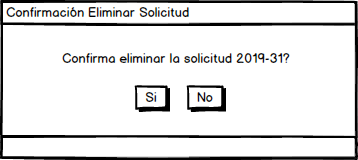 Confirmación Eliminar Solicitud
Confirma eliminar la solicitud 2019-31?
Si No